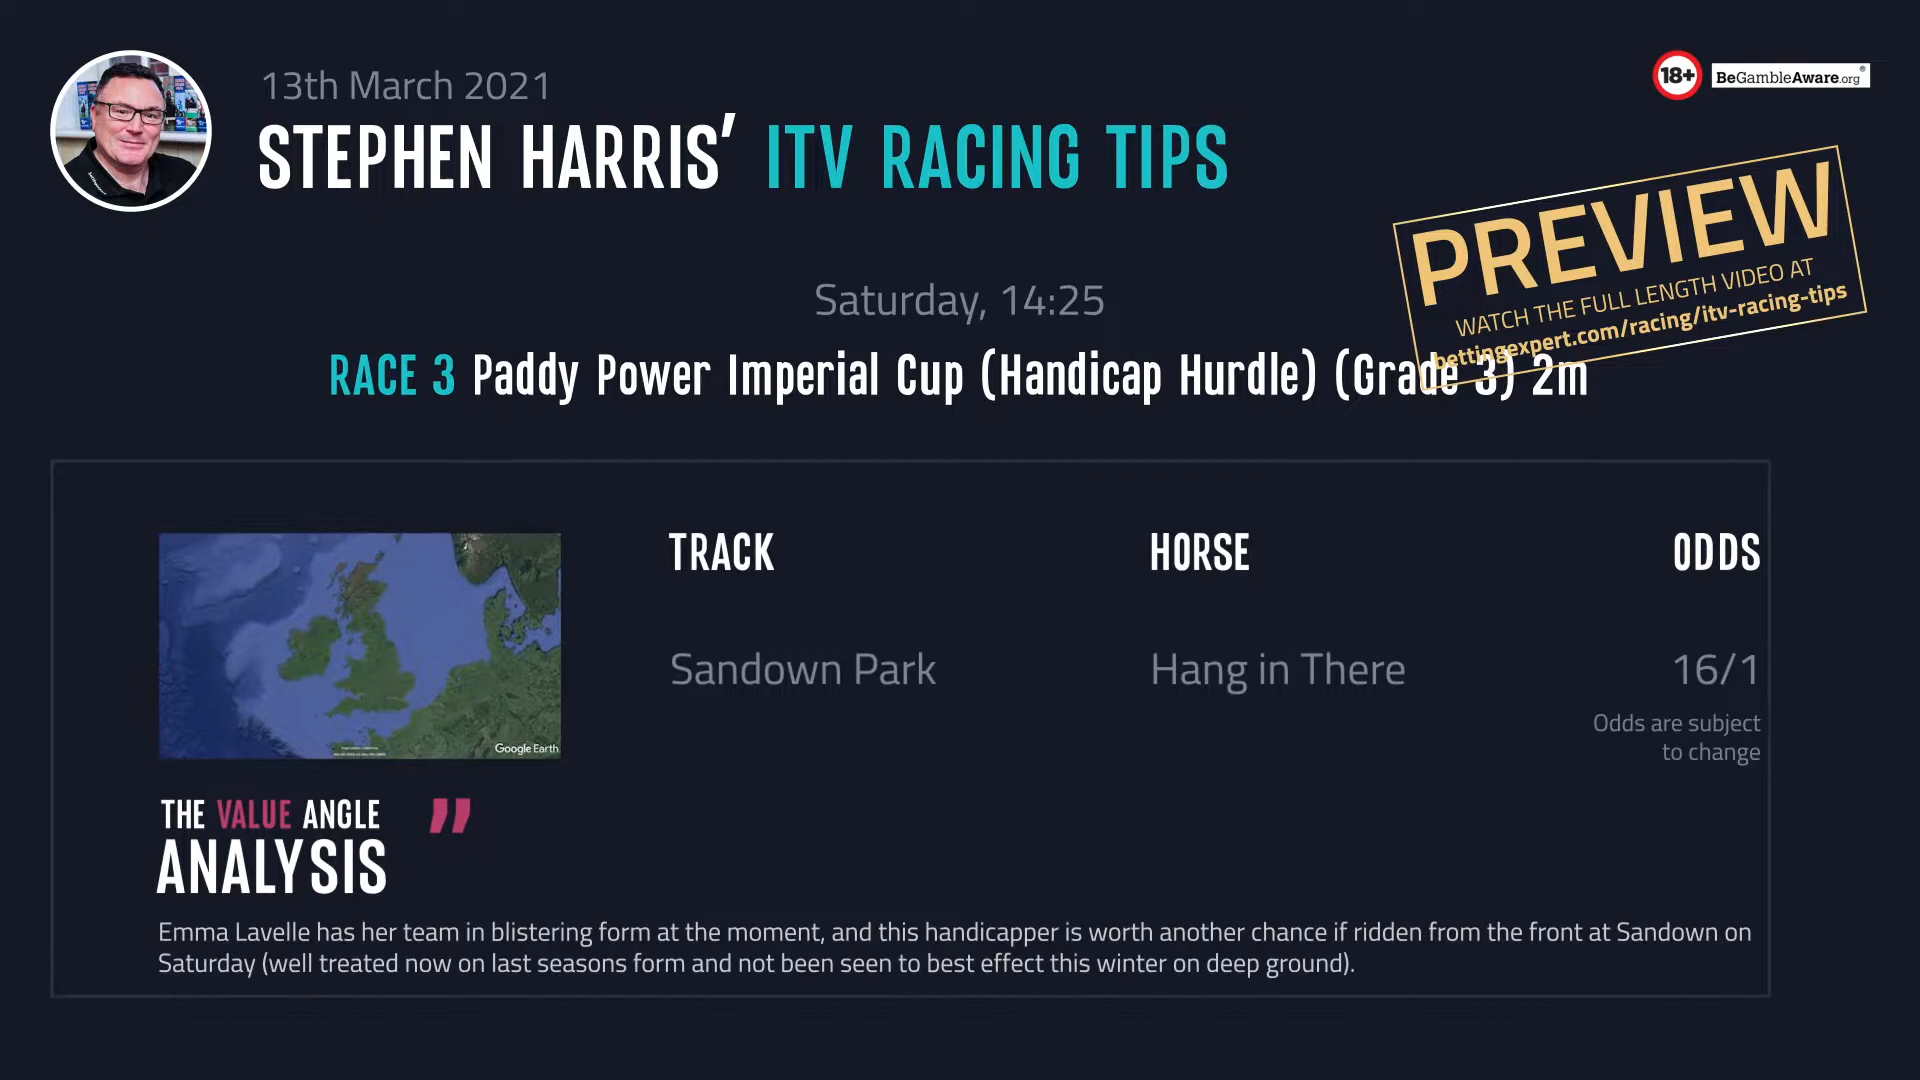 13th March 2021
STEPHEN HARRIS’ ITV RACING TIPS
18+
BeGambleAware.org®
PREVIEW
WATCH THE FULL LENGTH VIDEO AT
bettingexpert.com/racing/itv-racing-tips
Saturday, 14:25
RACE 3 Paddy Power Imperial Cup (Handicap Hurdle) (Grade 3) 2m
TRACK
HORSE
ODDS
Sandown Park
Hang in There
16/1
Odds are subject
to change
Google Earth
THE VALUE ANGLE
ANALYSIS
”
Emma Lavelle has her team in blistering form at the moment, and this handicapper is worth another chance if ridden from the front at Sandown on
Saturday (well treated now on last seasons form and not been seen to best effect this winter on deep ground).